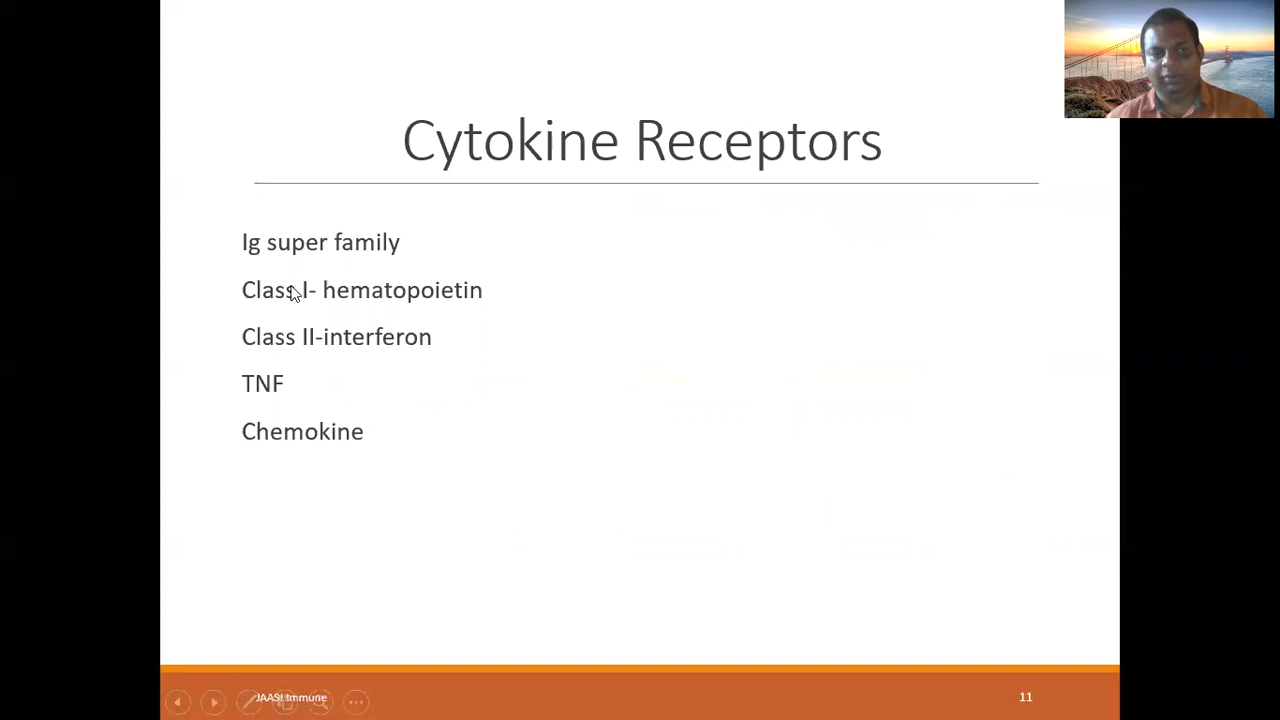 Cytokine Receptors
Ig super family
Class I- hematopoietin
Class II-interferon
TNF
Chemokine
JAASI Immune
11